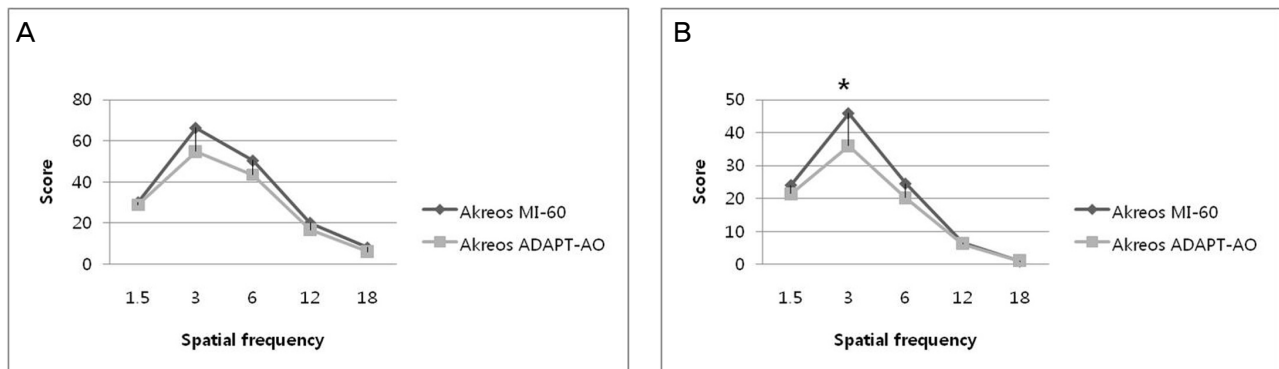 A
80
60
40
20
0
Score
1.5 3 6 12 18
Spatial frequency
Akreos MI-60
Akreos ADAPT-AO
B
*
50
40
30
20
10
0
Score
1.5 3 6 12 18
Spatial frequency
Akreos MI-60
Akreos ADAPT-AO